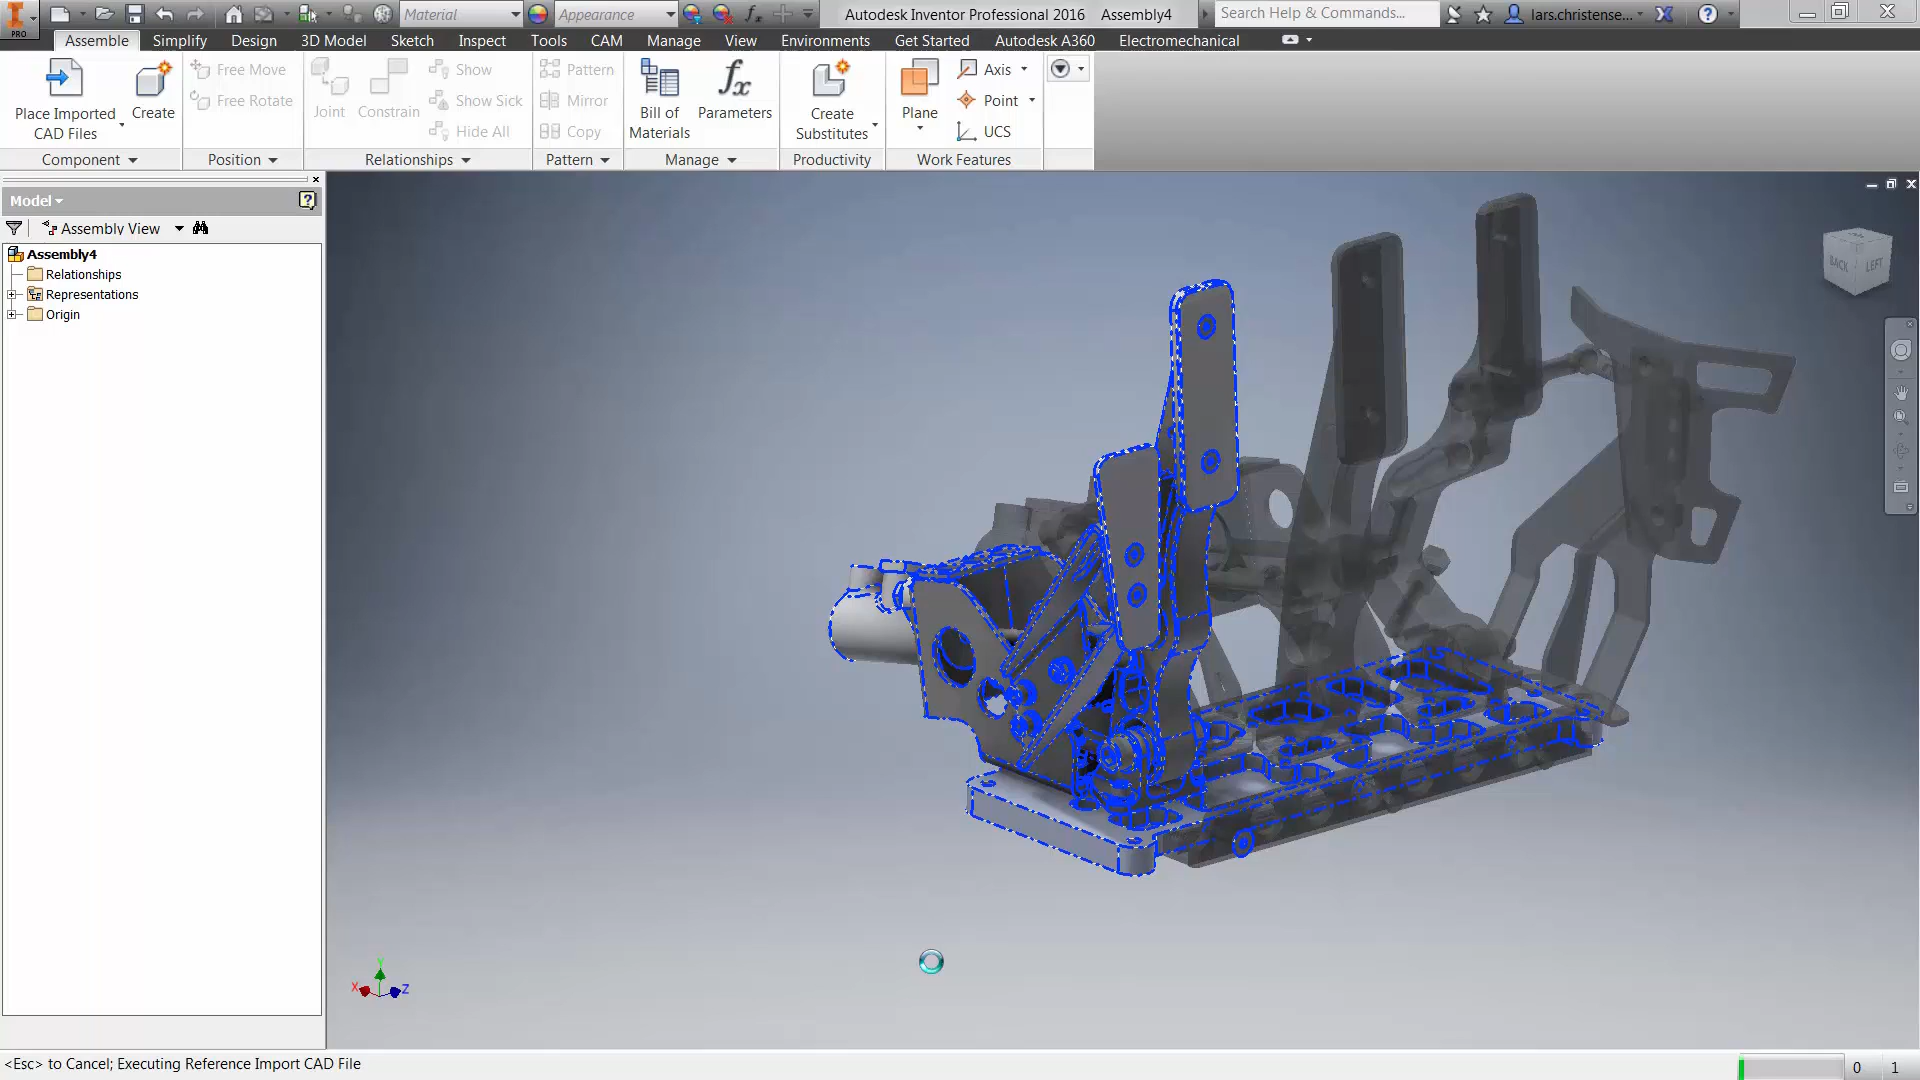 PRO
Material
Appearance
Autodesk Inventor Professional 2016 Assembly4
Search Help & Commands...
lars.christense...
Assemble Simplify Design 3D Model Sketch Inspect Tools CAM Manage View Environments Get Started Autodesk A360 Electromechanical
Place Imported CAD Files
Create
Free Move
Free Rotate
Joint
Constrain
Show
Show Sick
Hide All
Pattern
Mirror
Copy
Bill of Materials
Parameters
Create Substitutes
Plane
Axis
Point
UCS
Component Position Relationships Pattern Manage Productivity Work Features
Model
Assembly View
Assembly4
Relationships
Representations
Origin
BACK LEFT
Y
X
Z
<Esc> to Cancel; Executing Reference Import CAD File
0 1